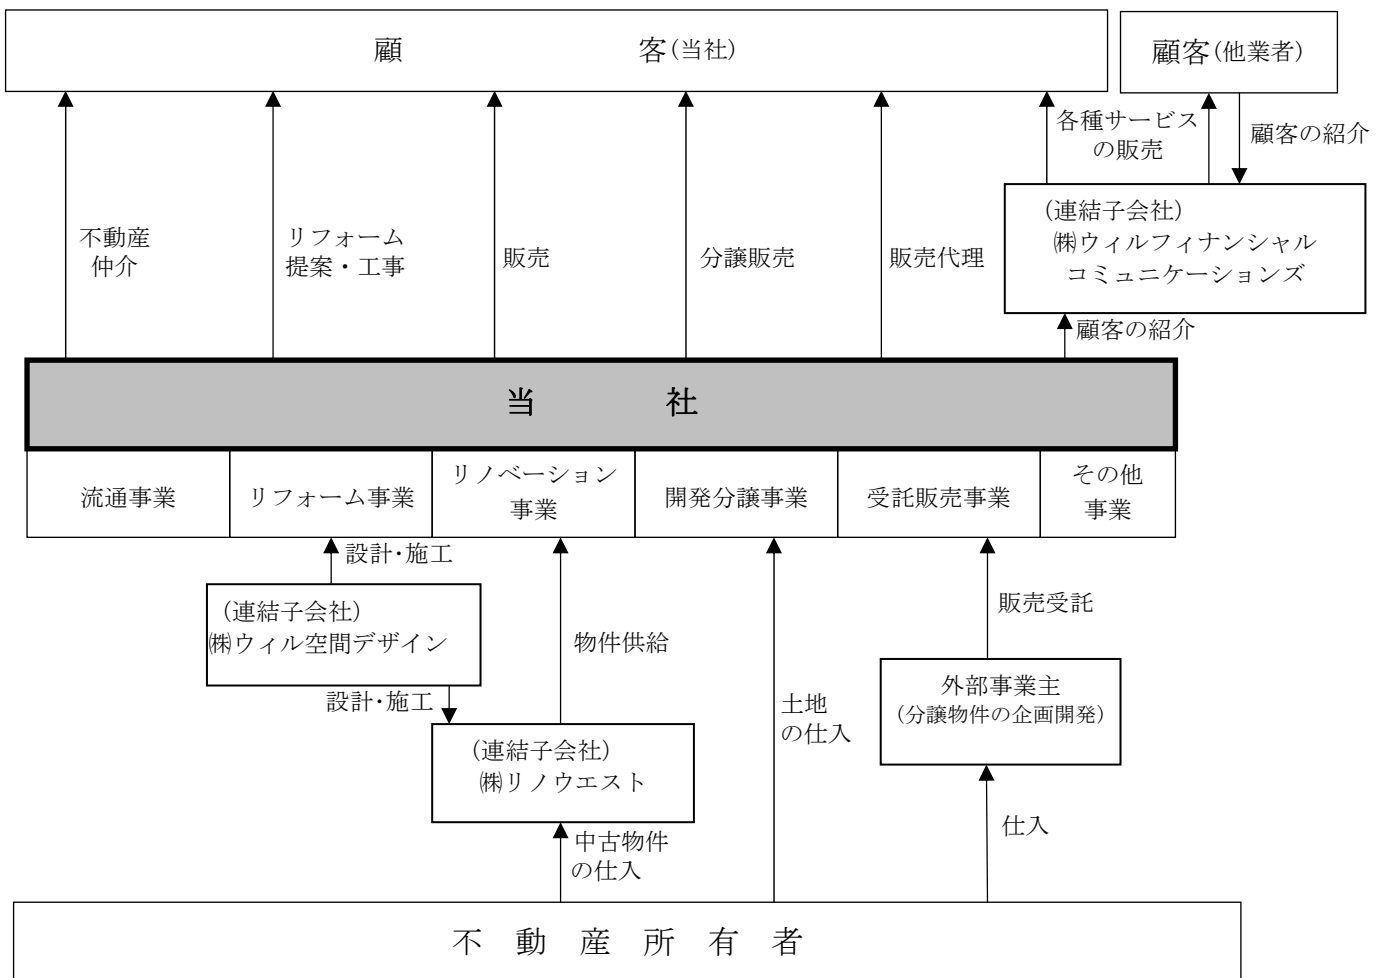 顧　客(当社)
顧客(他業者)
各種サービス
の販売
顧客の紹介
(連結子会社)
㈱ウィルフィナンシャル
コミュニケーションズ
不動産
仲介
リフォーム
提案・工事
販売
分譲販売
販売代理
顧客の紹介
当　社
流通事業
リフォーム事業
リノベーション
事業
開発分譲事業
受託販売事業
その他
事業
設計・施工
(連結子会社)
㈱ウィル空間デザイン
設計・施工
物件供給
(連結子会社)
㈱リノウエスト
土地
の仕入
販売受託
外部事業主
(分譲物件の企画開発)
中古物件
の仕入
仕入
不動産所有者